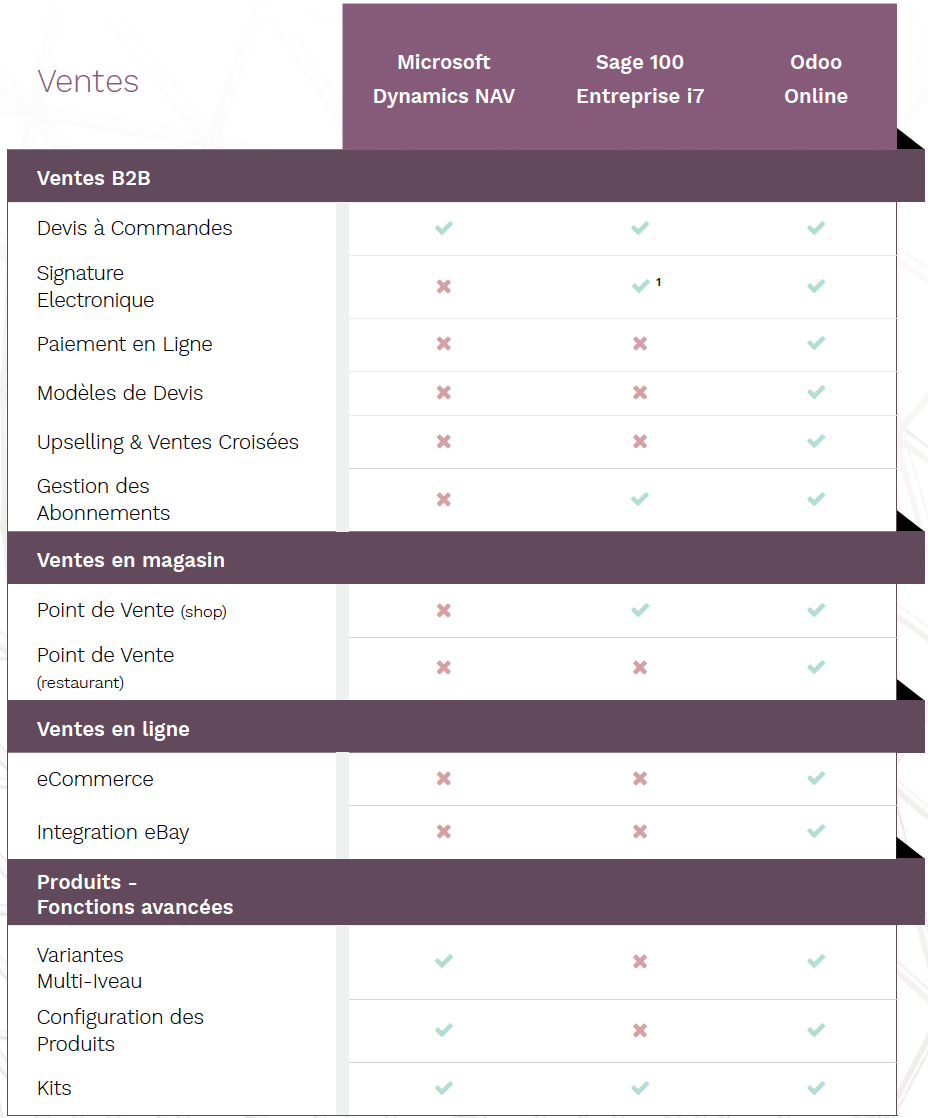 Ventes
Microsoft
Dynamics NAV
Sage 100
Entreprise i7
Odoo
Online
Ventes B2B
Devis à Commandes
Signature
Electronique
1
Paiement en Ligne
Modèles de Devis
Upselling & Ventes Croisées
Gestion des
Abonnements
Ventes en magasin
Point de Vente (shop)
Point de Vente
(restaurant)
Ventes en ligne
eCommerce
Integration eBay
Produits -
Fonctions avancées
Variantes
Multi-Iveau
Configuration des
Produits
Kits